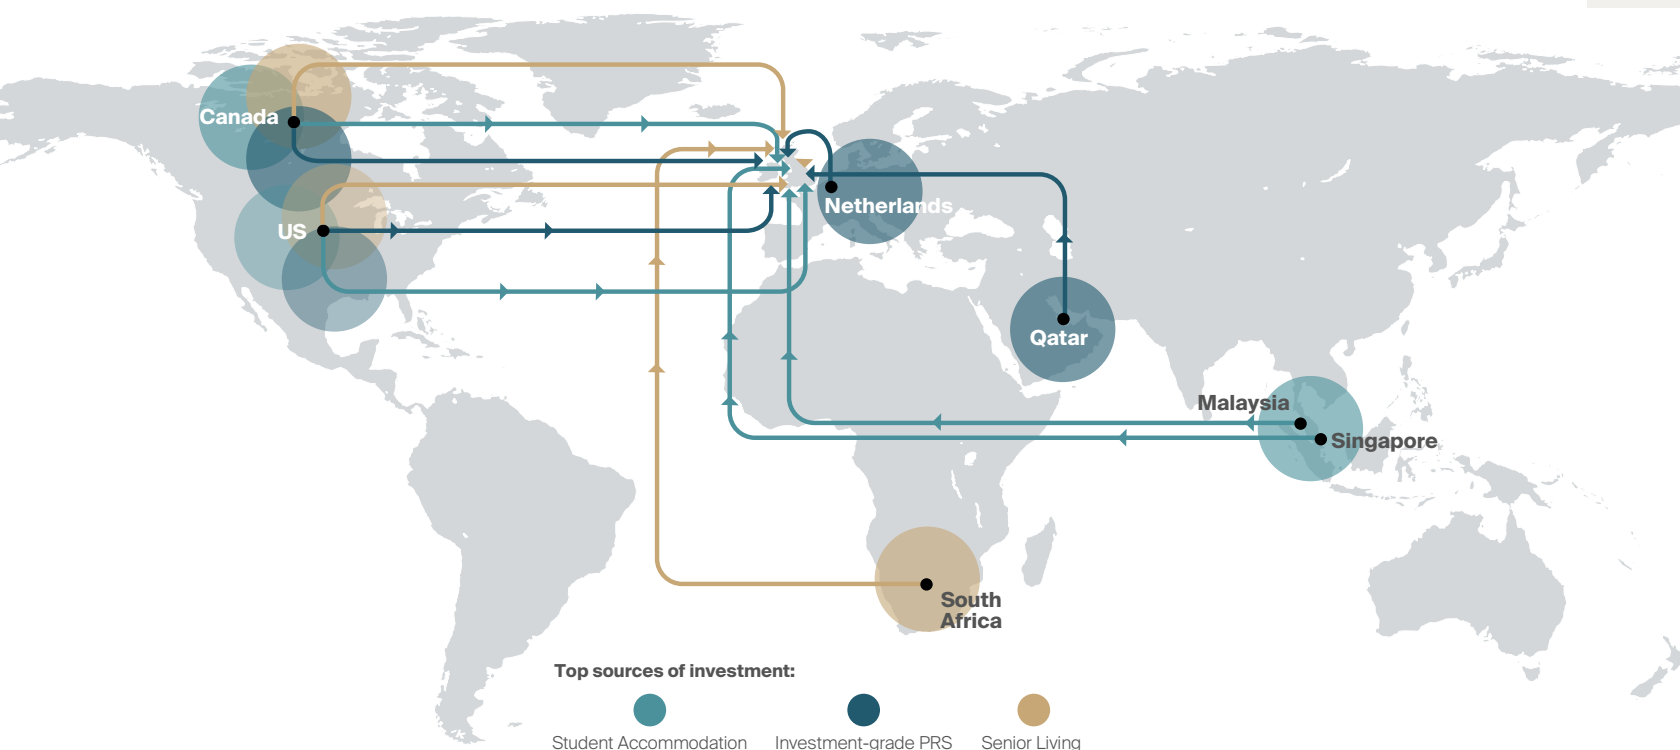 Canada
US
Netherlands
Qatar
Malaysia
Singapore
South
Africa
Top sources of investment:
Student Accommodation
Investment-grade PRS
Senior Living